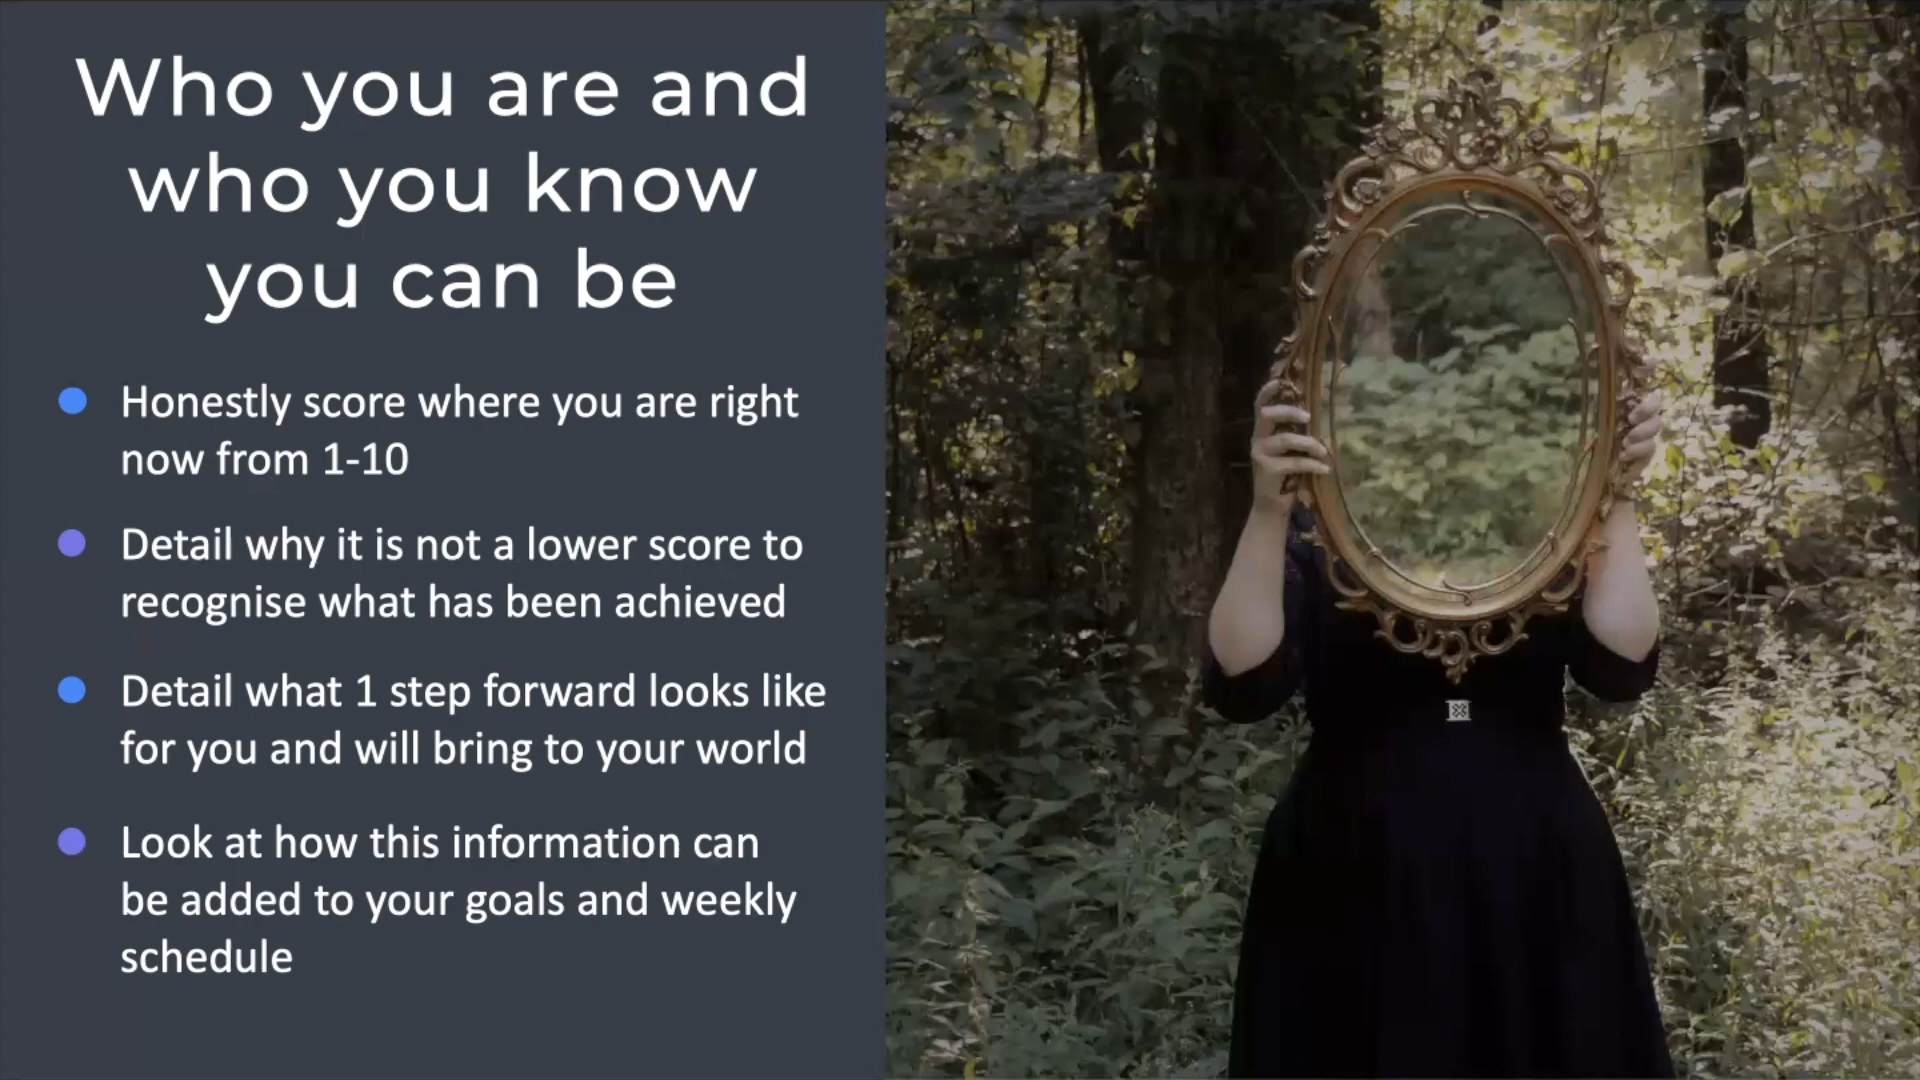 Who you are and
who you know
you can be
Honestly score where you are right
now from 1-10
Detail why it is not a lower score to
recognise what has been achieved
Detail what 1 step forward looks like
for you and will bring to your world
Look at how this information can
be added to your goals and weekly
schedule